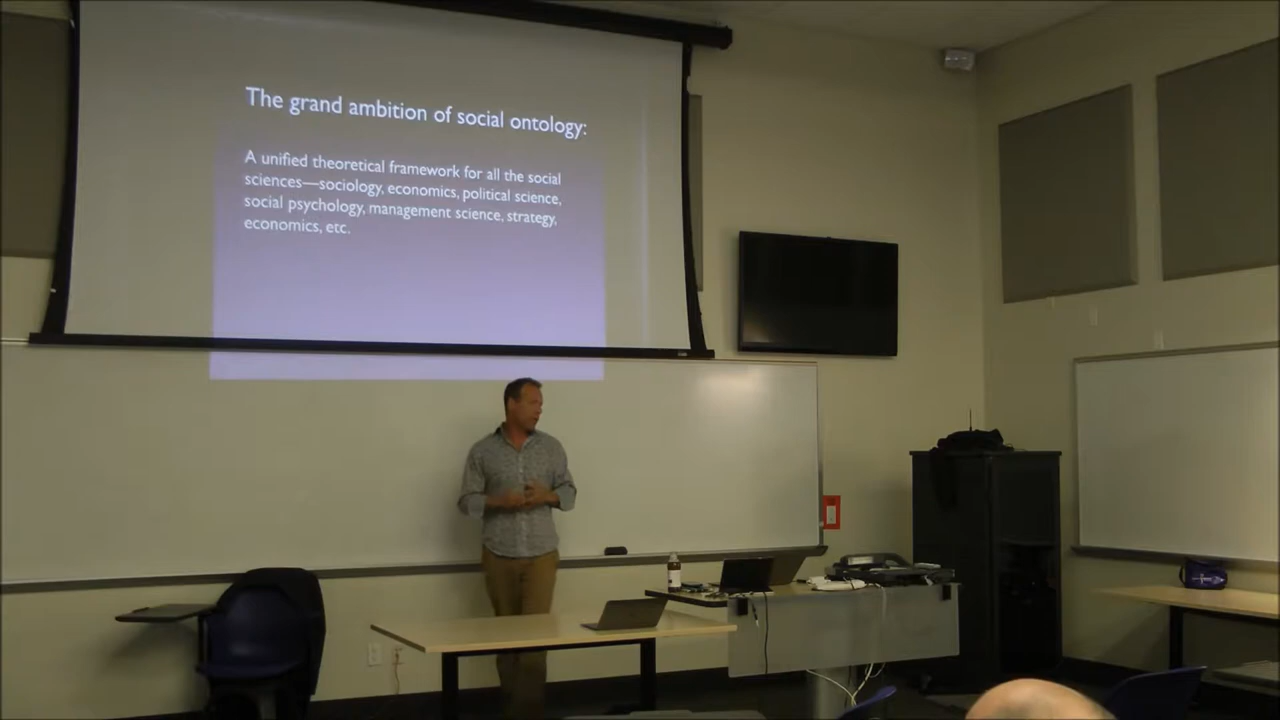 The grand ambition of social ontology:
A unified theoretical framework for all the social
sciences—sociology, economics, political science,
social psychology, management science, strategy,
economics, etc.